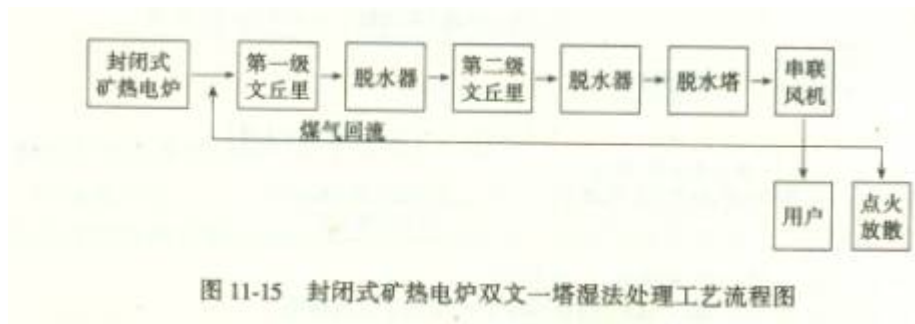 封闭式
矿热电炉
第一级
文丘里
脱水器
第二级
文丘里
脱水器
脱水塔
串联
风机
煤气回流
用户
点火
放散
图 11-15 封闭式矿热电炉双文一塔湿法处理工艺流程图